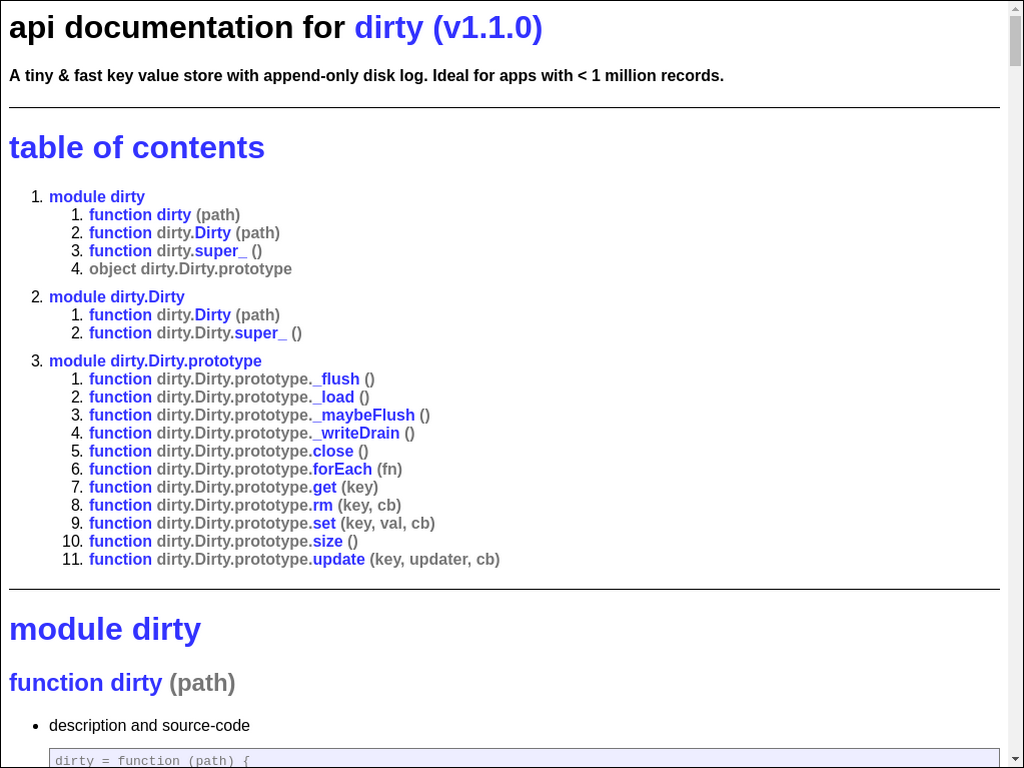 api documentation for dirty (v1.1.0)
A tiny & fast key value store with append-only disk log. Ideal for apps with < 1 million records.
table of contents
1. module dirty
1. function dirty (path)
2. function dirty.Dirty (path)
3. function dirty.super_ ()
4. object dirty.Dirty.prototype
2. module dirty.Dirty
1. function dirty.Dirty (path)
2. function dirty.Dirty.super_ ()
3. module dirty.Dirty.prototype
1. function dirty.Dirty.prototype._flush ()
2. function dirty.Dirty.prototype._load ()
3. function dirty.Dirty.prototype._maybeFlush ()
4. function dirty.Dirty.prototype._writeDrain ()
5. function dirty.Dirty.prototype.close ()
6. function dirty.Dirty.prototype.forEach (fn)
7. function dirty.Dirty.prototype.get (key)
8. function dirty.Dirty.prototype.rm (key, cb)
9. function dirty.Dirty.prototype.set (key, val, cb)
10. function dirty.Dirty.prototype.size ()
11. function dirty.Dirty.prototype.update (key, updater, cb)
module dirty
function dirty (path)
• description and source-code
dirty = function (path) {